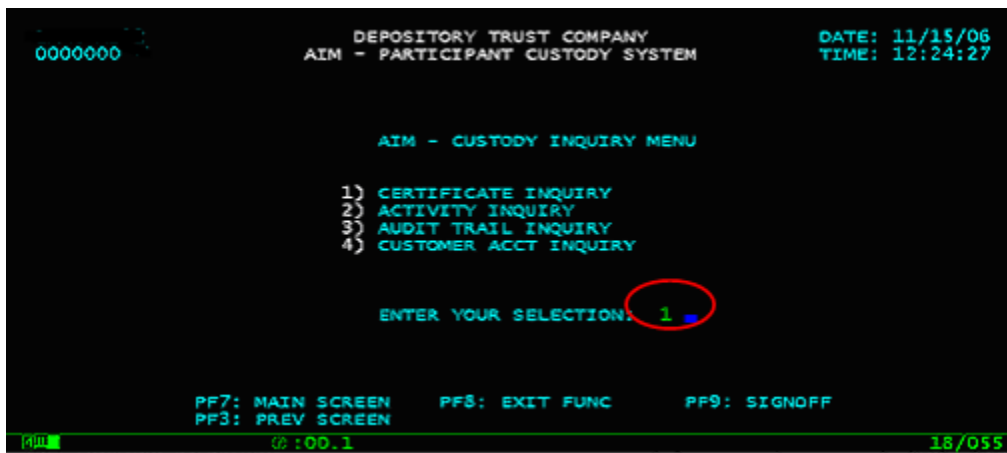 DEPOSITORY TRUST COMPANY DATE: 11/15/06
0000000 AIM - PARTICIPANT CUSTODY SYSTEM TIME: 12:24:27
AIM - CUSTODY INQUIRY MENU
1) CERTIFICATE INQUIRY
2) ACTIVITY INQUIRY
3) AUDIT TRAIL INQUIRY
4) CUSTOMER ACCT INQUIRY
ENTER YOUR SELECTION: 1
PF7: MAIN SCREEN PF8: EXIT FUNC PF9: SIGNOFF
PF3: PREV SCREEN
:00.1 18/055